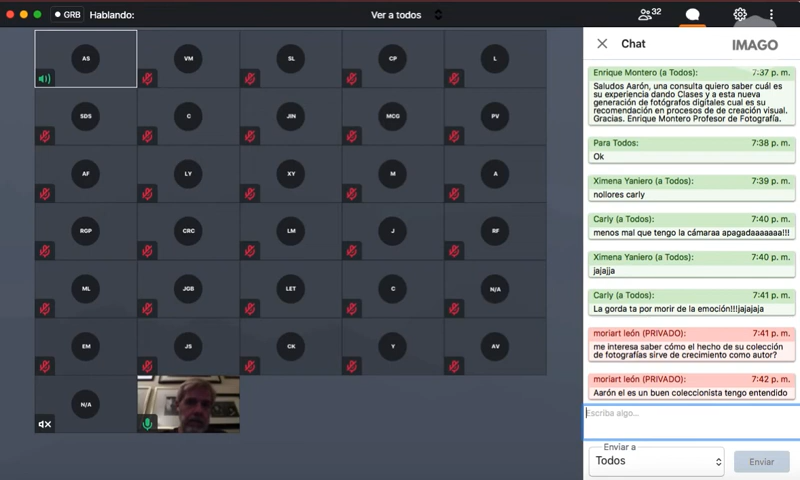 GRB Hablando:
Ver a todos
32
Chat
IMAGO
AS VM SL CP L
SDS C JIN MCG PV
AF LY XY M A
RGP CRC LM J RF
ML JGB LET C N/A
EM JS CK Y AV
N/A
Enrique Montero (a Todos): 7:37 p. m.
Saludos Aarón, una consulta quiero saber cuál es
su experiencia dando Clases y a esta nueva
generación de fotógrafos digitales cual es su
recomendación en procesos de de creación visual.
Gracias. Enrique Montero Profesor de Fotografía.
Para Todos: 7:38 p. m.
Ok
Ximena Yaniero (a Todos): 7:39 p. m.
nollores carly
Carly (a Todos): 7:40 p. m.
menos mal que tengo la cámaraa apagadaaaaaaa!!!
Ximena Yaniero (a Todos): 7:40 p. m.
jajajja
Carly (a Todos): 7:41 p. m.
La gorda ta por morir de la emoción!!!jajajaja
moriart león (PRIVADO): 7:41 p. m.
me interesa saber cómo el hecho de su colección
de fotografías sirve de crecimiento como autor?
moriart león (PRIVADO): 7:42 p. m.
Aarón el es un buen coleccionista tengo entendido
Escriba algo...
Enviar a
Todos
Enviar